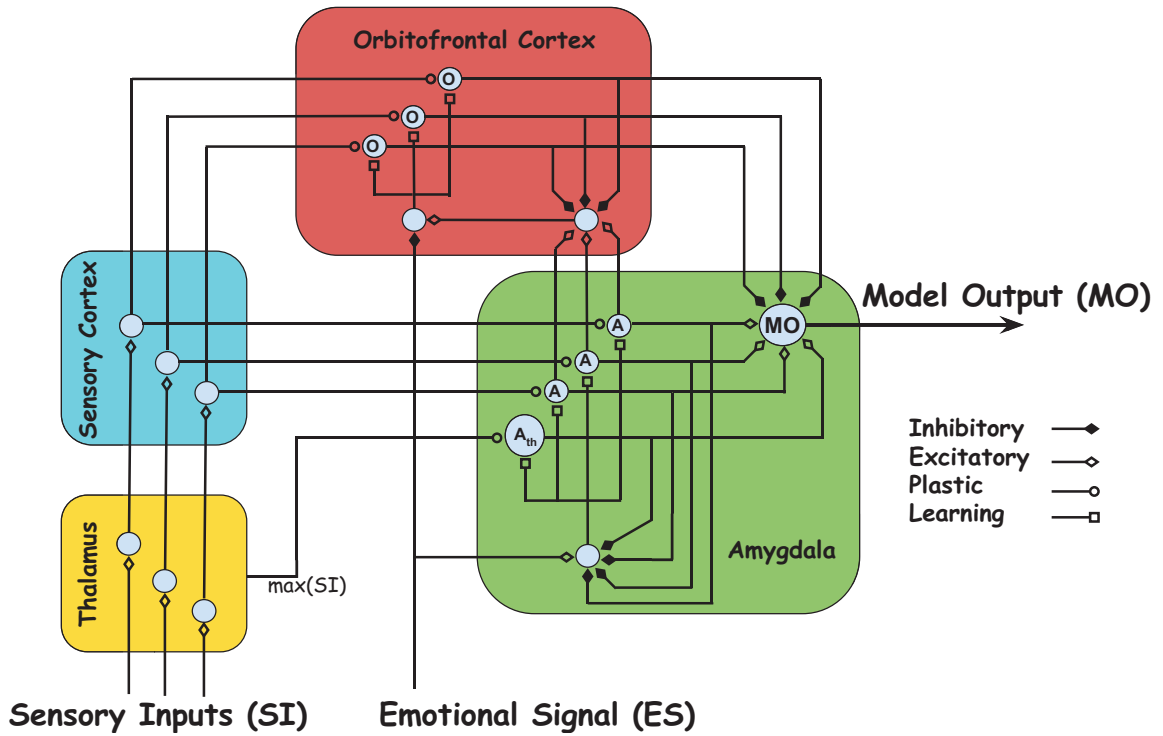 Orbitofrontal Cortex
O
O
O
Sensory Cortex
Model Output (MO)
A
MO
A
A
A th
Inhibitory
Excitatory
Plastic
Learning
Thalamus
Amygdala
max(SI)
Sensory Inputs (SI)
Emotional Signal (ES)